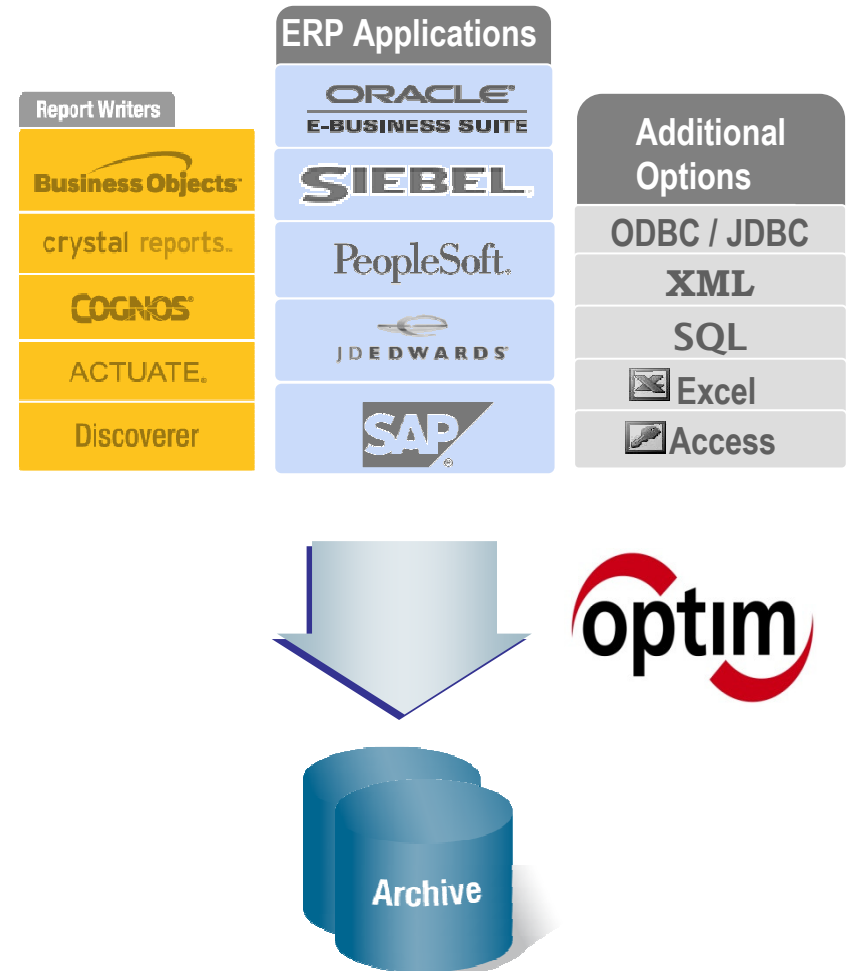 Report Writers
Business Objects
crystal reports.
COGNOS
ACTUATE.
Discoverer
ERP Applications
ORACLE®
E-BUSINESS SUITE
SIEBEL.
PeopleSoft.
JDEDWARDS
SAP®
Additional
Options
ODBC / JDBC
XML
SQL
Excel
Access
optim
Archive